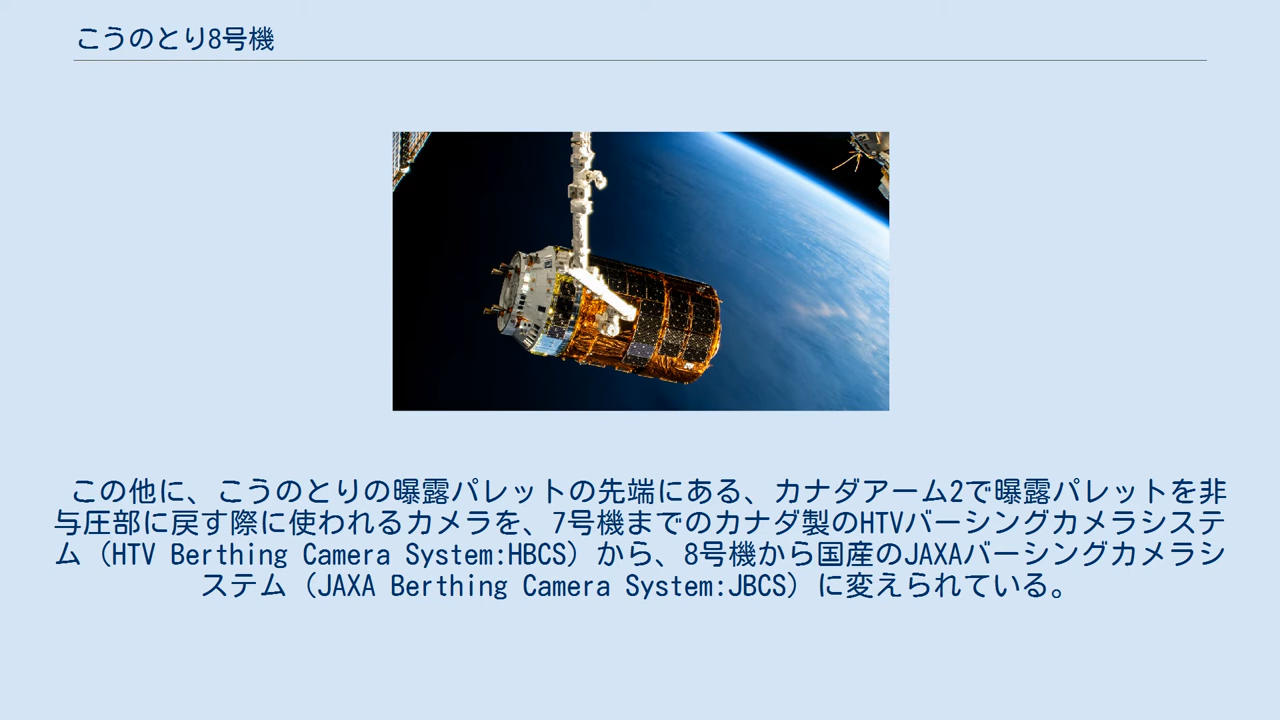 こうのとり8号機
この他に、こうのとりの曝露パレットの先端にある、カナダアーム2で曝露パレットを非
与圧部に戻す際に使われるカメラを、7号機までのカナダ製のHTVバーシングカメラシステ
ム（HTV Berthing Camera System:HBCS）から、8号機から国産のJAXAバーシングカメラシ
ステム（JAXA Berthing Camera System:JBCS）に変えられている。